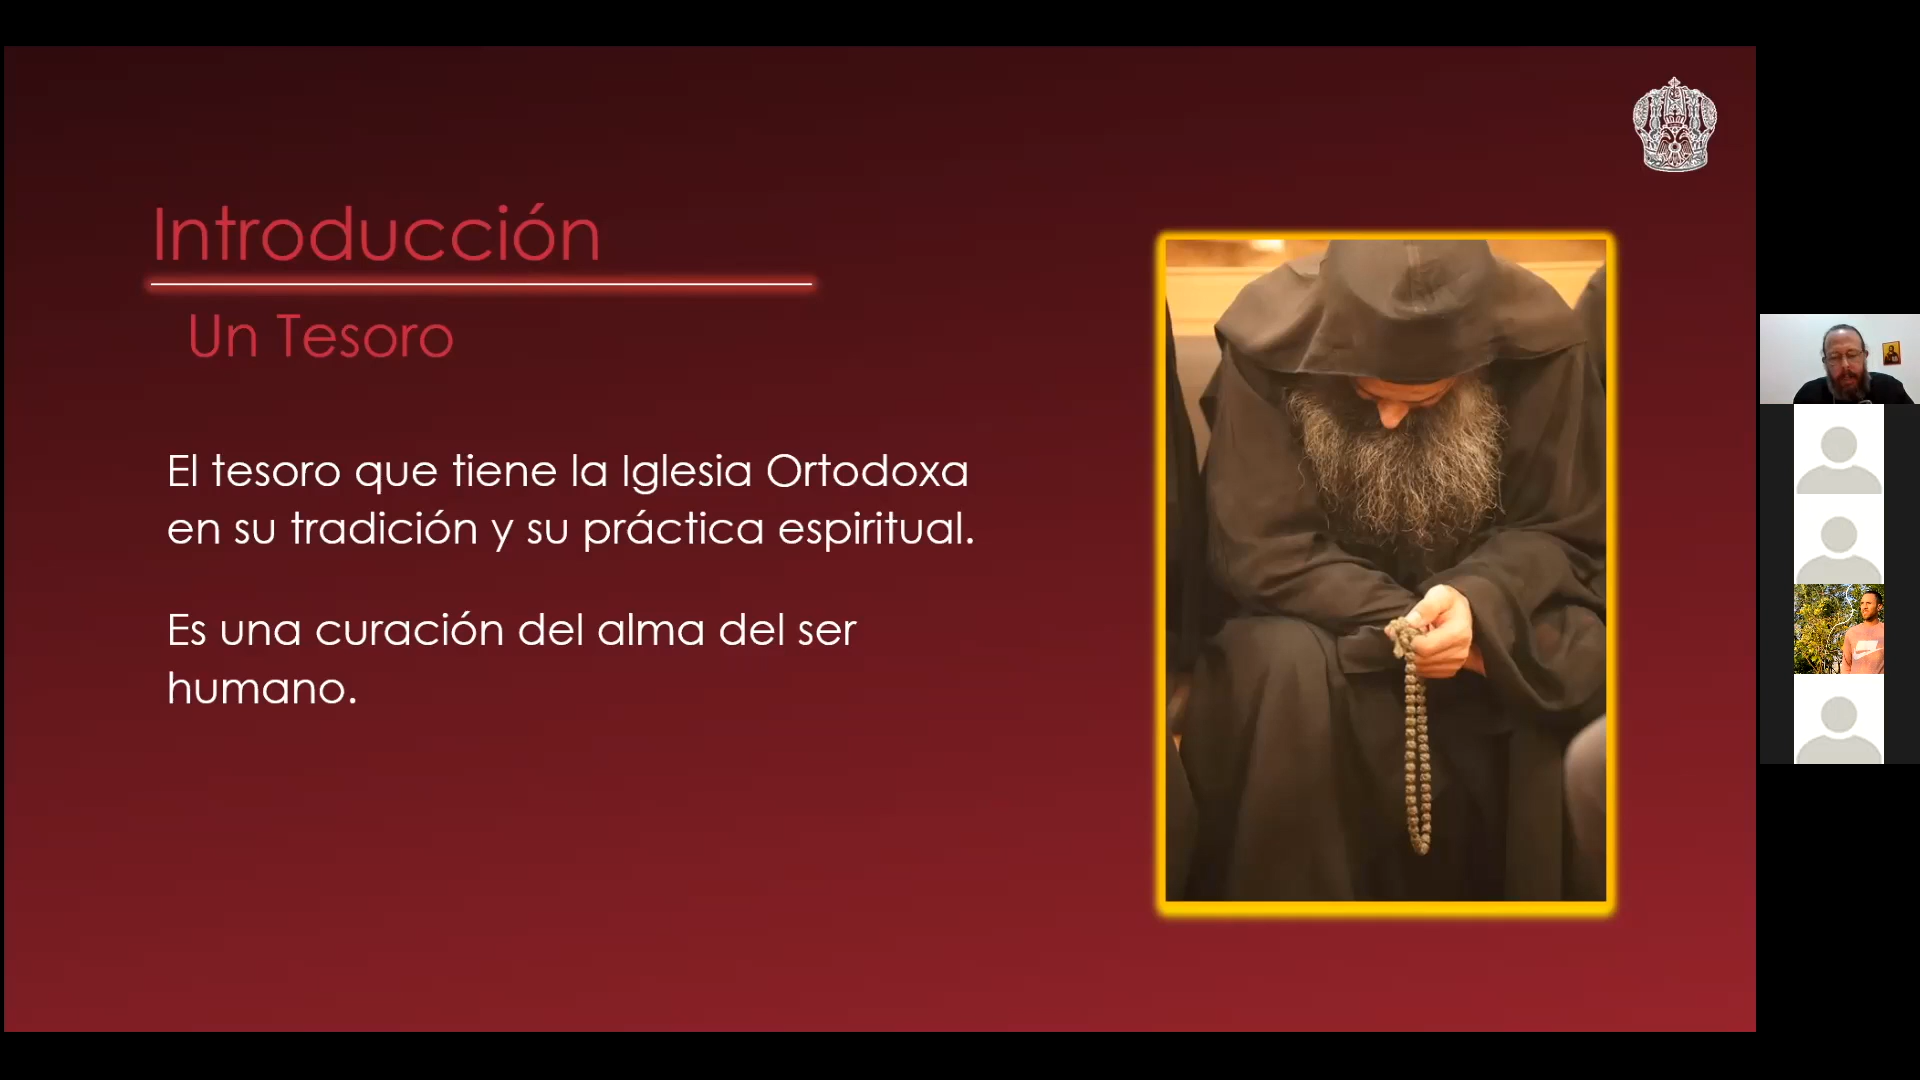 Introducción
Un Tesoro
El tesoro que tiene la Iglesia Ortodoxa
en su tradición y su práctica espiritual.
Es una curación del alma del ser
humano.